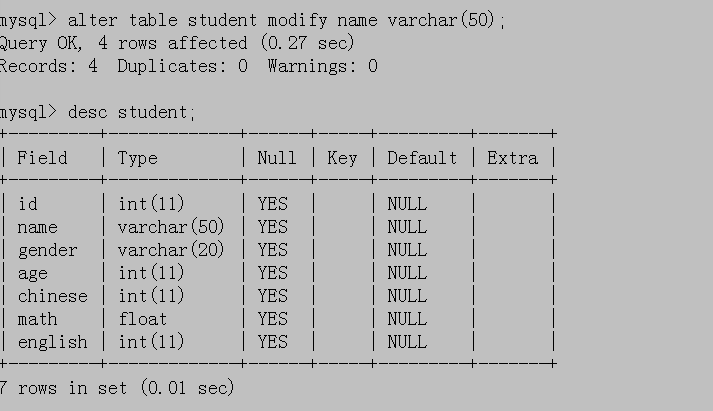 mysql> alter table student modify name varchar(50);
Query OK, 4 rows affected (0.27 sec)
Records: 4  Duplicates: 0  Warnings: 0
mysql> desc student;
+---------+-------------+------+-----+---------+-------+
| Field   | Type        | Null | Key | Default | Extra |
+---------+-------------+------+-----+---------+-------+
| id      | int(11)     | YES  |     | NULL    |       |
| name    | varchar(50) | YES  |     | NULL    |       |
| gender  | varchar(20) | YES  |     | NULL    |       |
| age     | int(11)     | YES  |     | NULL    |       |
| chinese | int(11)     | YES  |     | NULL    |       |
| math    | float       | YES  |     | NULL    |       |
| english | int(11)     | YES  |     | NULL    |       |
+---------+-------------+------+-----+---------+-------+
7 rows in set (0.01 sec)